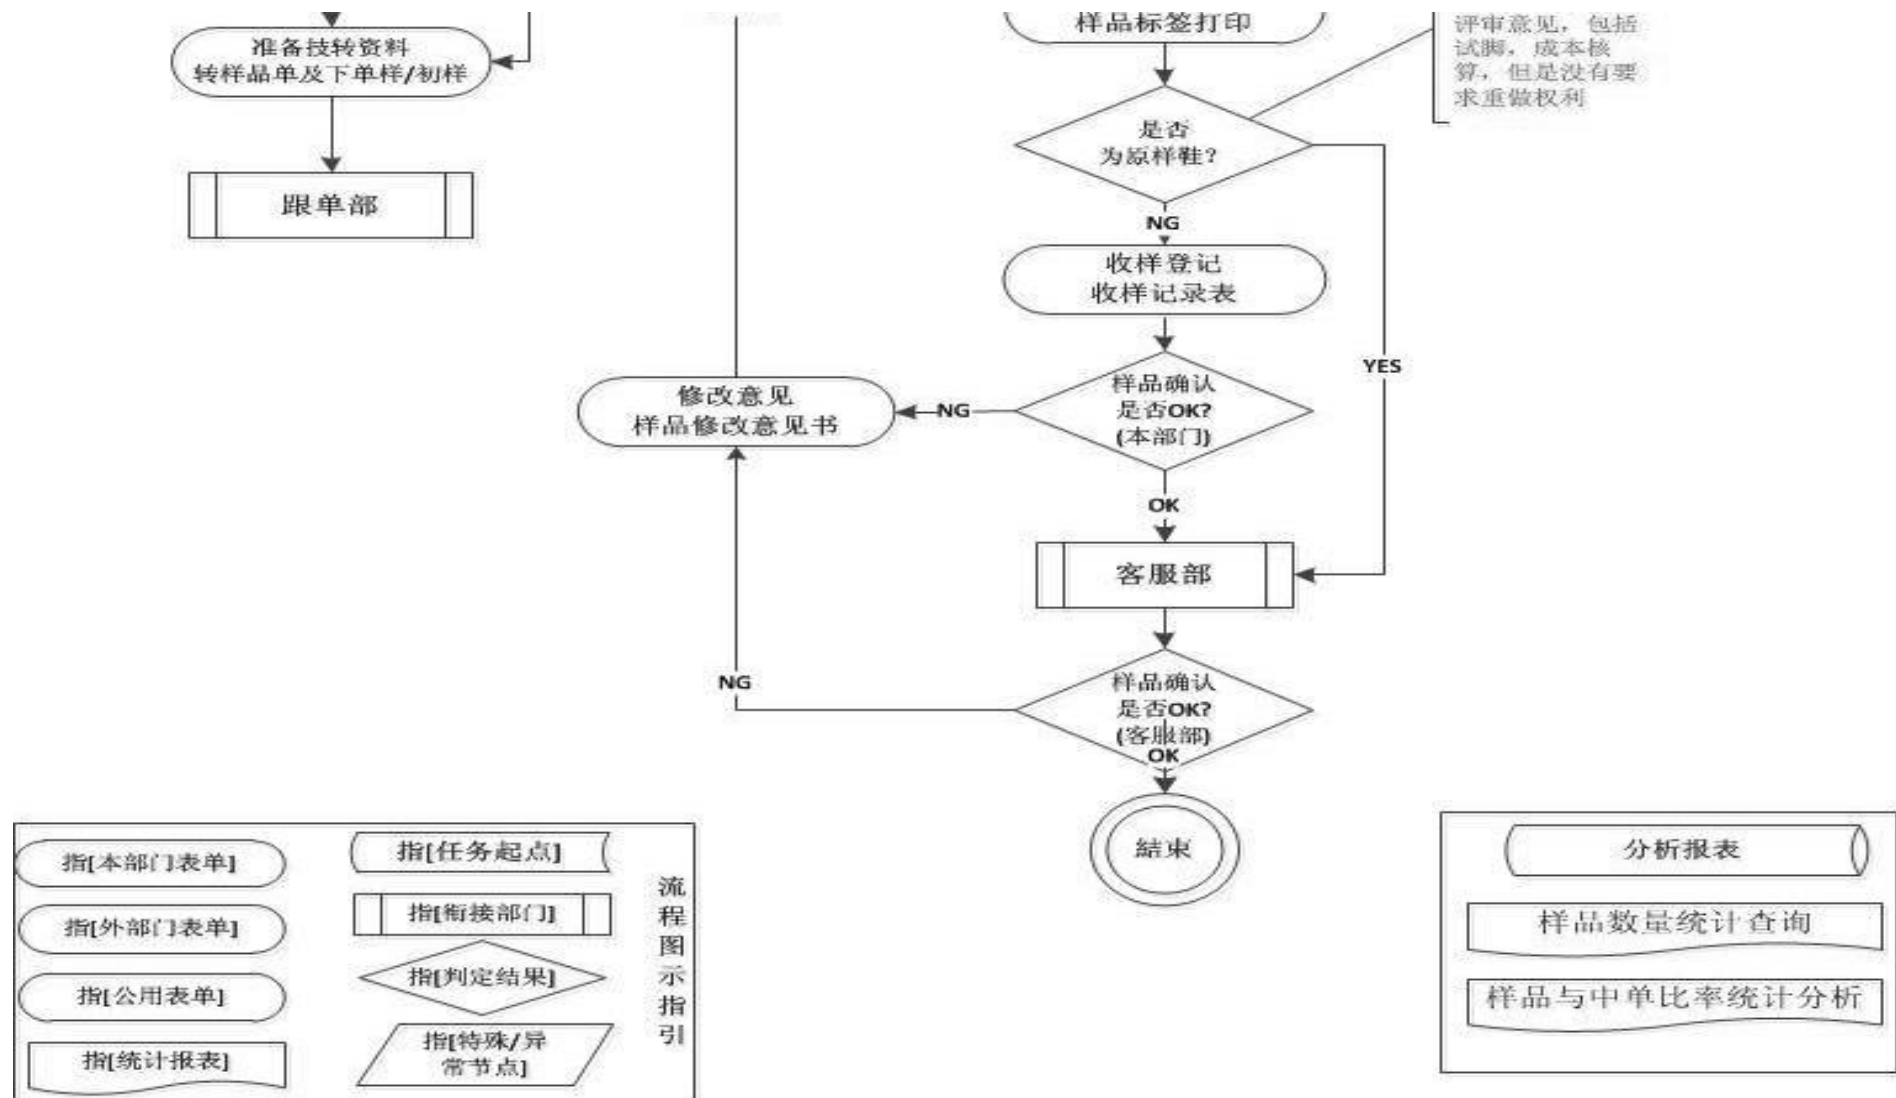 准备技转资料
转样品单及下单样/初样
跟单部
样品标签打印
评审意见，包括
试脚，成本核
算，但是没有要
求重做权利
是否
为原样鞋？
NG
收样登记
收样记录表
YES
样品确认
是否OK?
(本部门)
NG
修改意见
样品修改意见书
OK
客服部
NG
样品确认
是否OK?
(客服部)
OK
結束
指[本部门表单]
指[外部门表单]
指[公用表单]
指[统计报表]
指[任务起点]
指[衔接部门]
指[判定结果]
指[特殊/异
常节点]
流程图示指引
分析报表
样品数量统计查询
样品与中单比率统计分析